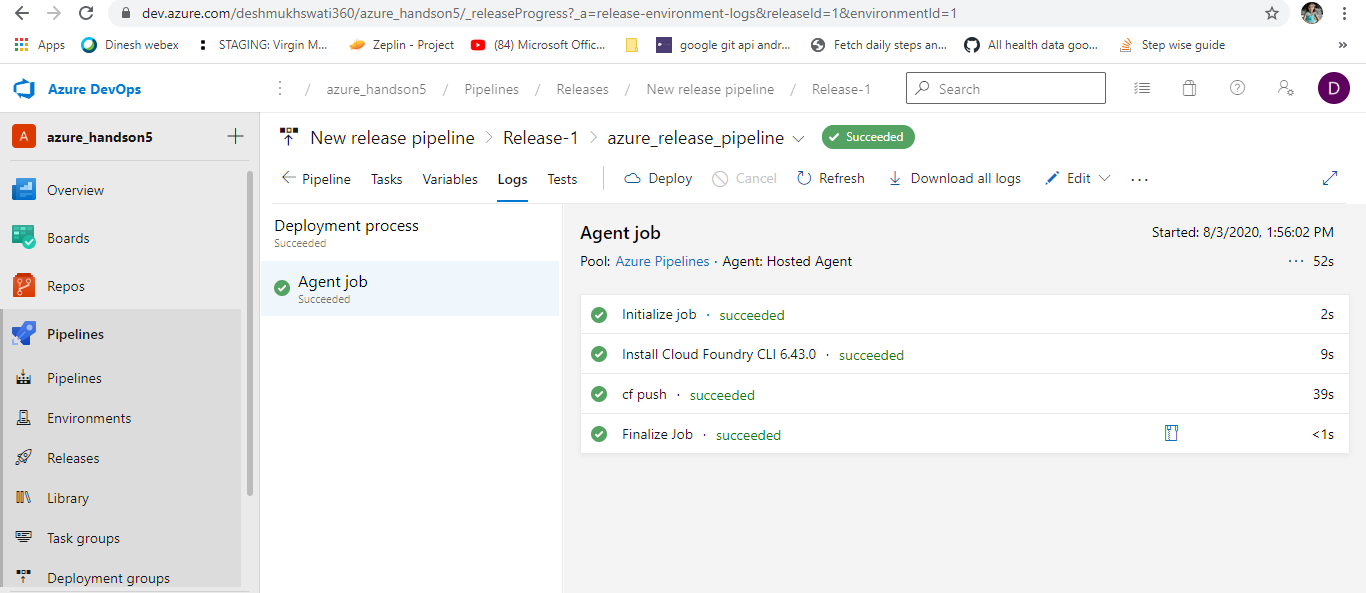 dev.azure.com/deshmukhswati360/azure_handson5/_releaseProgress?_a=release-environment-logs&releaseId=1&environmentId=1
Apps Dinesh webex STAGING: Virgin M... Zeplin - Project (84) Microsoft Offic... google git api andr... Fetch daily steps an... All health data goo... Step wise guide »
Azure DevOps / azure_handson5 / Pipelines / Releases / New release pipeline / Release-1 Search D
A azure_handson5 +
Overview
Boards
Repos
Pipelines
Pipelines
Environments
Releases
Library
Task groups
Deployment groups
New release pipeline > Release-1 > azure_release_pipeline Succeeded
Pipeline Tasks Variables Logs Tests Deploy Cancel Refresh Download all logs Edit ...
Deployment process
Succeeded
Agent job
Succeeded
Agent job Started: 8/3/2020, 1:56:02 PM
Pool: Azure Pipelines · Agent: Hosted Agent ... 52s
Initialize job · succeeded 2s
Install Cloud Foundry CLI 6.43.0 · succeeded 9s
cf push · succeeded 39s
Finalize Job · succeeded <1s